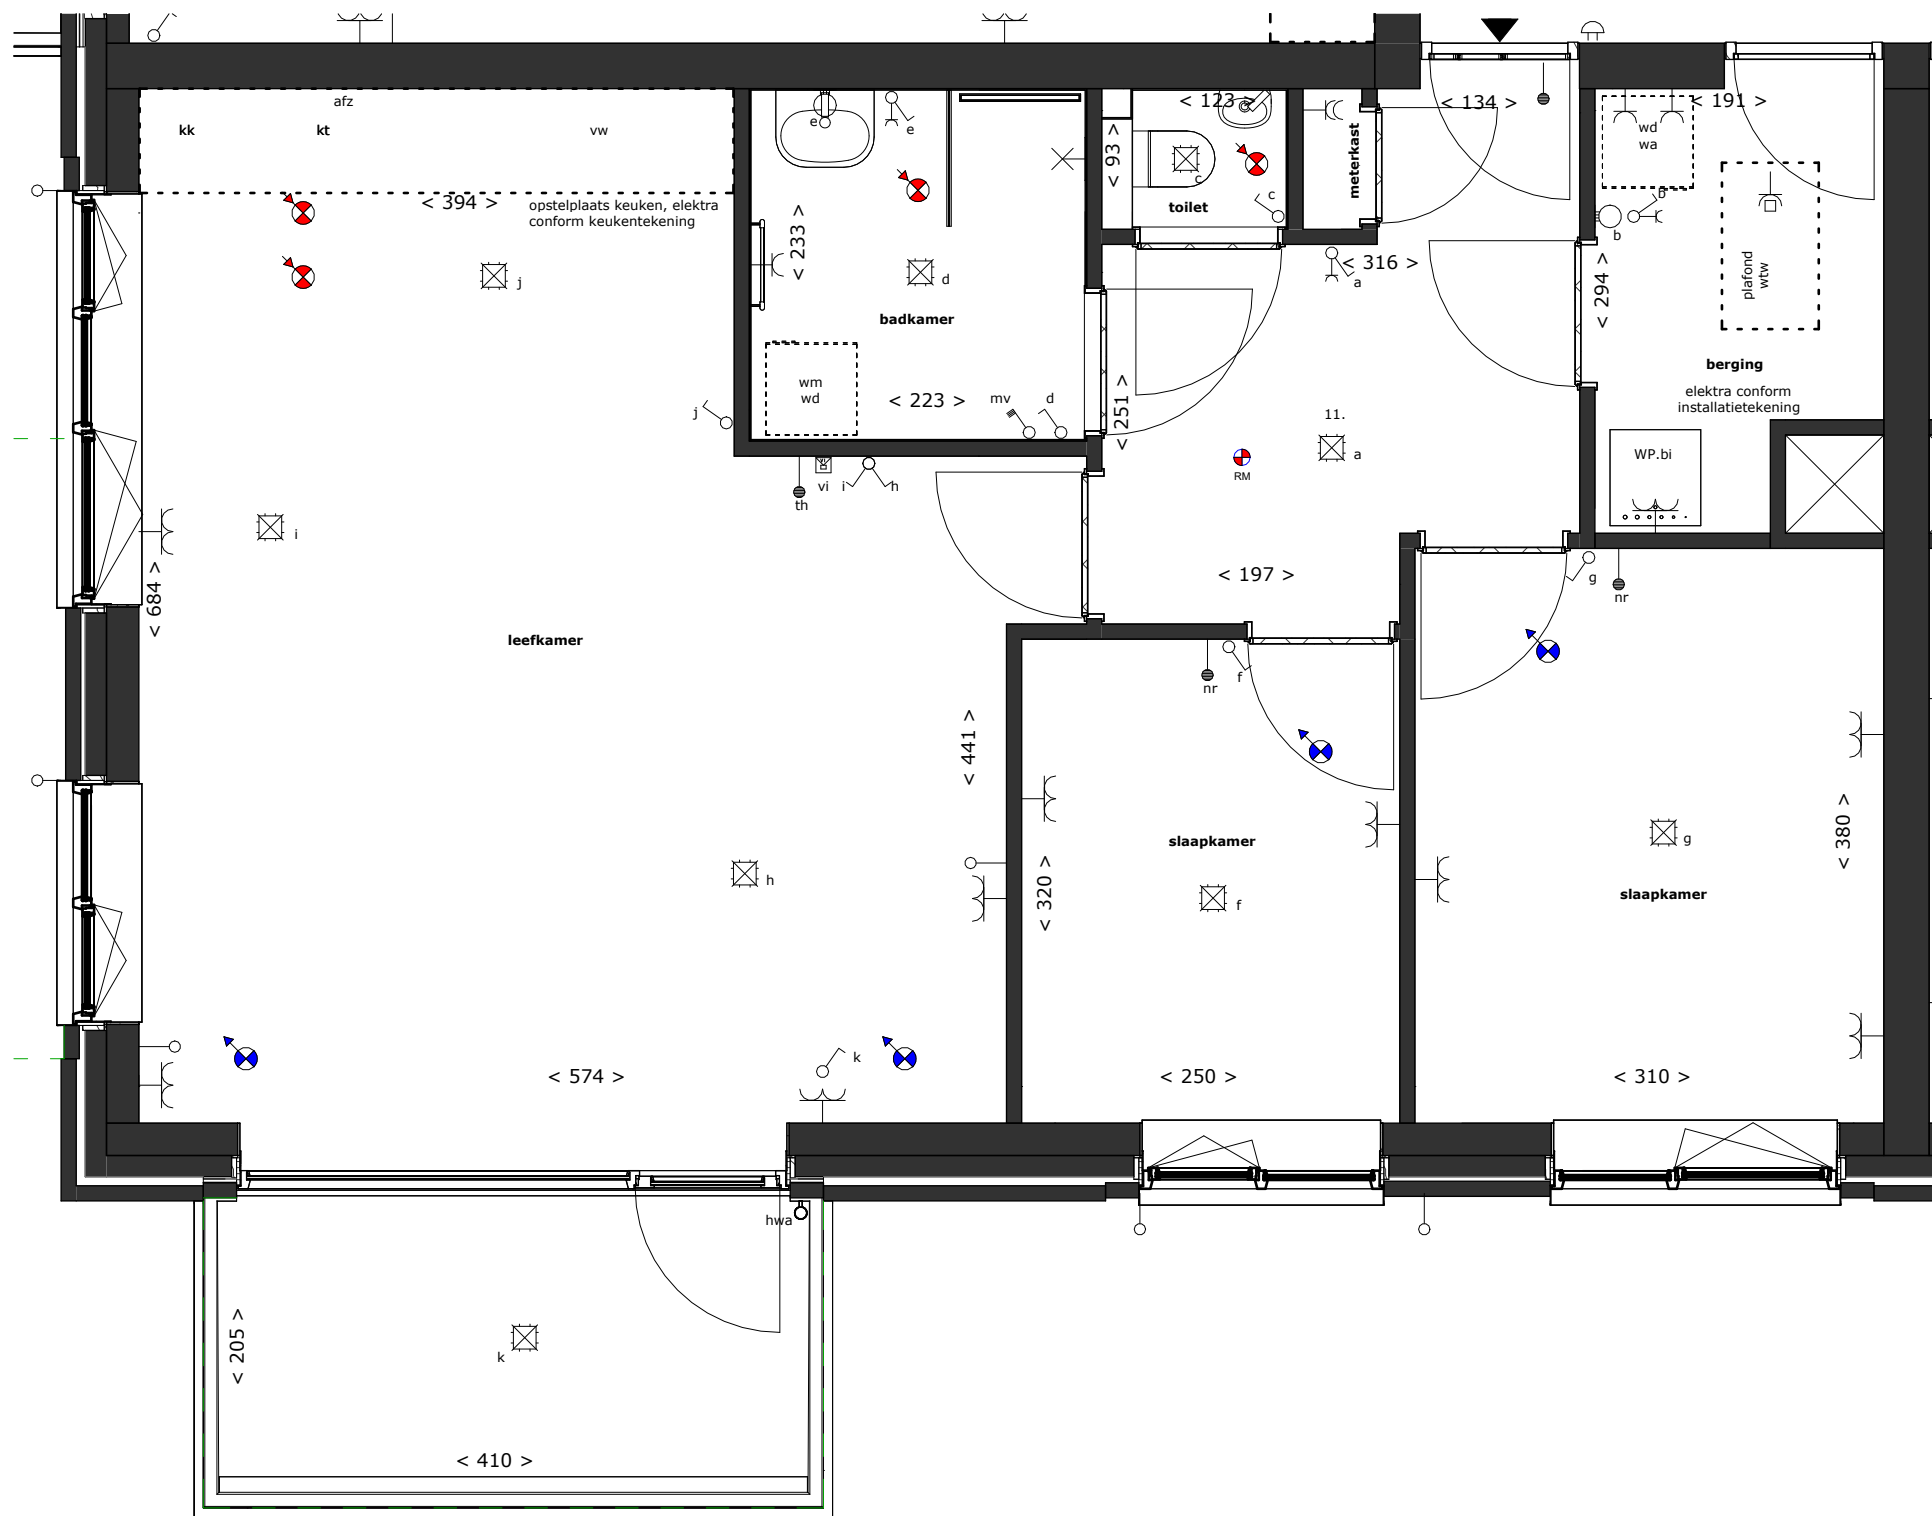 afz
kk
kt
vw
< 394 >
opstelplaats keuken, elektra
conform keukentekening
j
j
e
e
< 233 >
d
badkamer
wm
wd
< 223 >
mv
d
< 123 >
< 93 >
c
c
toilet
meterkast
< 134 >
< 191 >
wd
wa
b
b
plafond
wtw
< 316 >
a
< 294 >
berging
elektra conform
installatietekening
WP.bi
< 251 >
11.
a
RM
th
vi
i
h
i
< 684 >
leefkamer
< 197 >
g
nr
nr
f
< 441 >
h
< 320 >
slaapkamer
f
g
slaapkamer
< 380 >
k
< 574 >
< 250 >
< 310 >
hwa
< 205 >
k
< 410 >